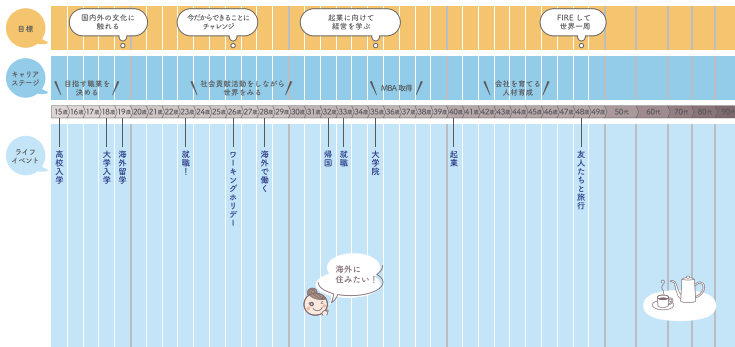 目標
国内外の文化に
触れる
今だからできることに
チャレンジ
起業に向けて
経営を学ぶ
FIRE して
世界一周
キャリア
ステージ
目指す職業を
決める
社会貢献活動をしながら
世界をみる
MBA 取得
会社を育てる
人材育成
15歳 16歳 17歳 18歳 19歳 20歳 21歳 22歳 23歳 24歳 25歳 26歳 27歳 28歳 29歳 30歳 31歳 32歳 33歳 34歳 35歳 36歳 37歳 38歳 39歳 40歳 41歳 42歳 43歳 44歳 45歳 46歳 47歳 48歳 49歳 50代 60代 70代 80代 90代
ライフ
イベント
高校入学
大学入学
海外留学
就職！
ワーキングホリデー
海外で働く
帰国
就職
大学院
起業
友人たちと旅行
海外に
住みたい！